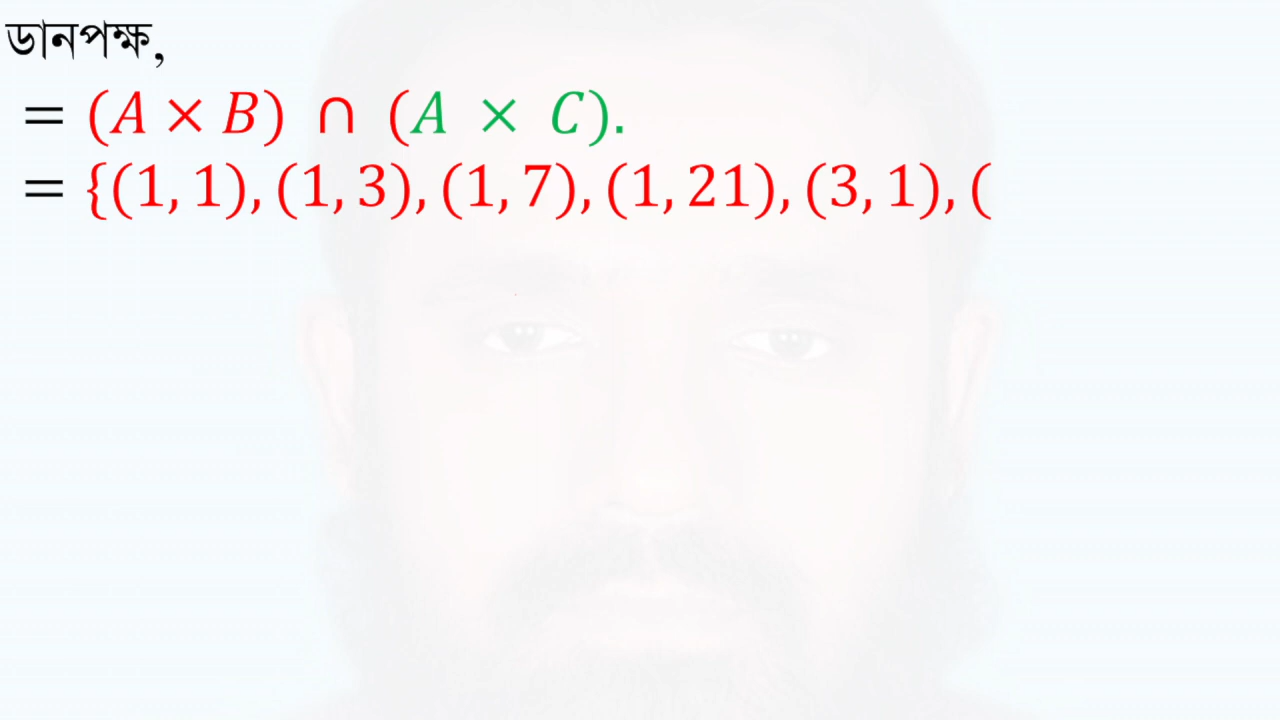 ডানপক্ষ,
= (A × B) ∩ (A × C).
= {(1, 1), (1, 3), (1, 7), (1, 21), (3, 1), (